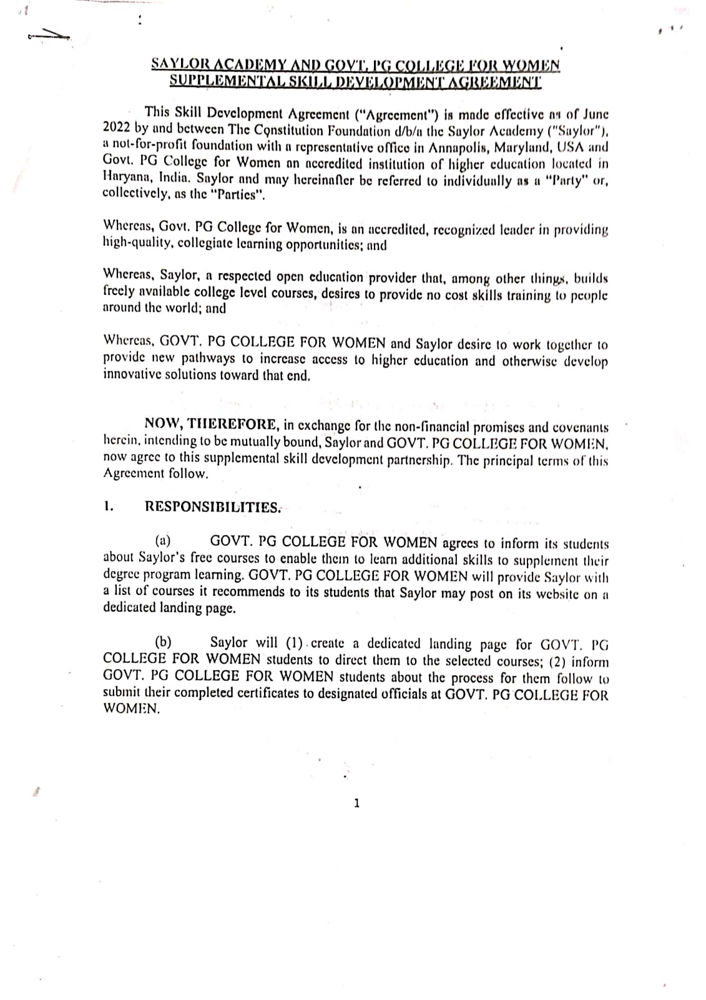 SAYLOR ACADEMY AND GOVT. PG COLLEGE FOR WOMEN
SUPPLEMENTAL SKILL DEVELOPMENT AGREEMENT
This Skill Development Agreement ("Agreement") is made effective as of June
2022 by and between The Constitution Foundation d/b/a the Saylor Academy ("Saylor"),
a not-for-profit foundation with a representative office in Annapolis, Maryland, USA and
Govt. PG College for Women an accredited institution of higher education located in
Haryana, India. Saylor and may hereinafter be referred to individually as a "Party" or,
collectively, as the "Parties".
Whereas, Govt. PG College for Women, is an accredited, recognized leader in providing
high-quality, collegiate learning opportunities; and
Whereas, Saylor, a respected open education provider that, among other things, builds
freely available college level courses, desires to provide no cost skills training to people
around the world; and
Whereas, GOVT. PG COLLEGE FOR WOMEN and Saylor desire to work together to
provide new pathways to increase access to higher education and otherwise develop
innovative solutions toward that end.
NOW, THEREFORE, in exchange for the non-financial promises and covenants
herein, intending to be mutually bound, Saylor and GOVT. PG COLLEGE FOR WOMEN,
now agree to this supplemental skill development partnership. The principal terms of this
Agreement follow.
1. RESPONSIBILITIES.
(a) GOVT. PG COLLEGE FOR WOMEN agrees to inform its students
about Saylor's free courses to enable them to learn additional skills to supplement their
degree program learning. GOVT. PG COLLEGE FOR WOMEN will provide Saylor with
a list of courses it recommends to its students that Saylor may post on its website on a
dedicated landing page.
(b) Saylor will (1) create a dedicated landing page for GOVT. PG
COLLEGE FOR WOMEN students to direct them to the selected courses; (2) inform
GOVT. PG COLLEGE FOR WOMEN students about the process for them follow to
submit their completed certificates to designated officials at GOVT. PG COLLEGE FOR
WOMEN.
1